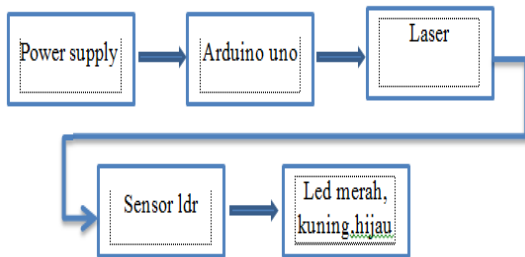 Power supply
Arduino uno
Laser
Sensor ldr
Led merah,
kuning,hijau